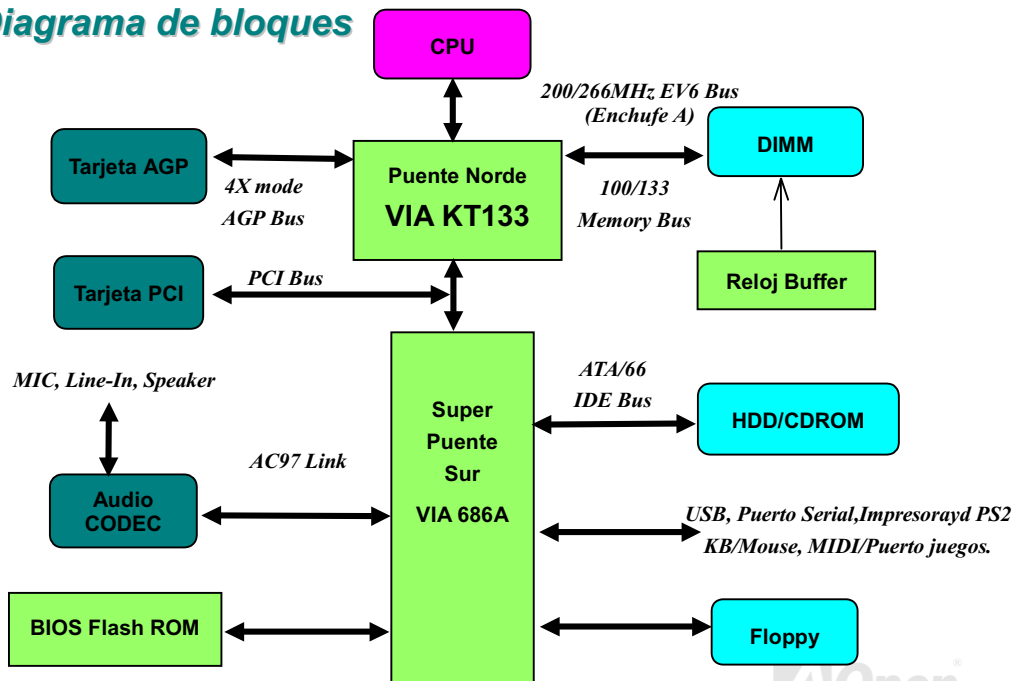 Diagrama de bloques
CPU
200/266MHz EV6 Bus
(Enchufe A)
Tarjeta AGP
4X mode
AGP Bus
Puente Norde
VIA KT133
DIMM
100/133
Memory Bus
Tarjeta PCI
PCI Bus
Reloj Buffer
MIC, Line-In, Speaker
ATA/66
IDE Bus
HDD/CDROM
Super
Puente
Sur
VIA 686A
AC97 Link
Audio
CODEC
USB, Puerto Serial,Impresorayd PS2
KB/Mouse, MIDI/Puerto juegos.
BIOS Flash ROM
Floppy
AOpen